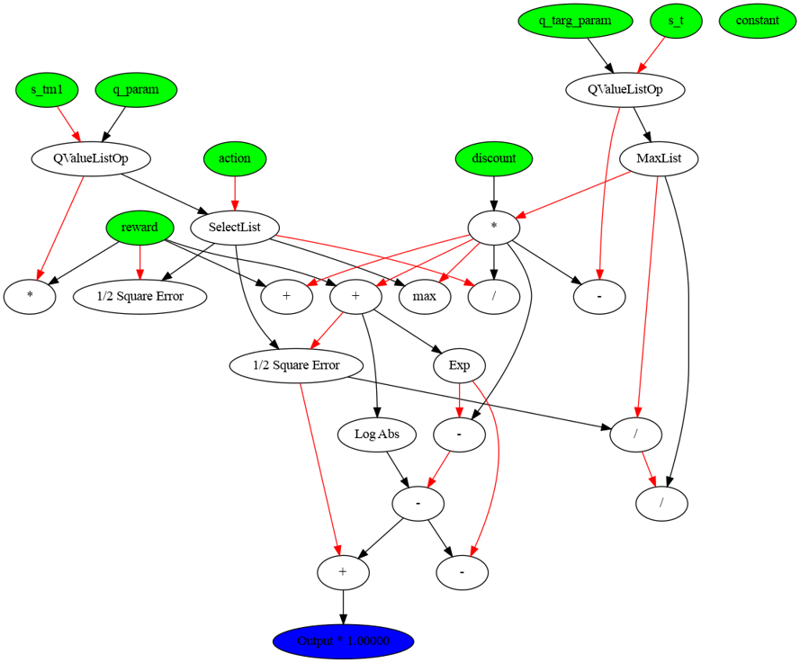 q_targ_param
s_t
constant
s_tm1
q_param
QValueListOp
QValueListOp
action
discount
MaxList
reward
SelectList
*
*
1/2 Square Error
+
+
max
/
-
1/2 Square Error
Exp
Log Abs
-
/
-
/
+
-
Output * 1.00000